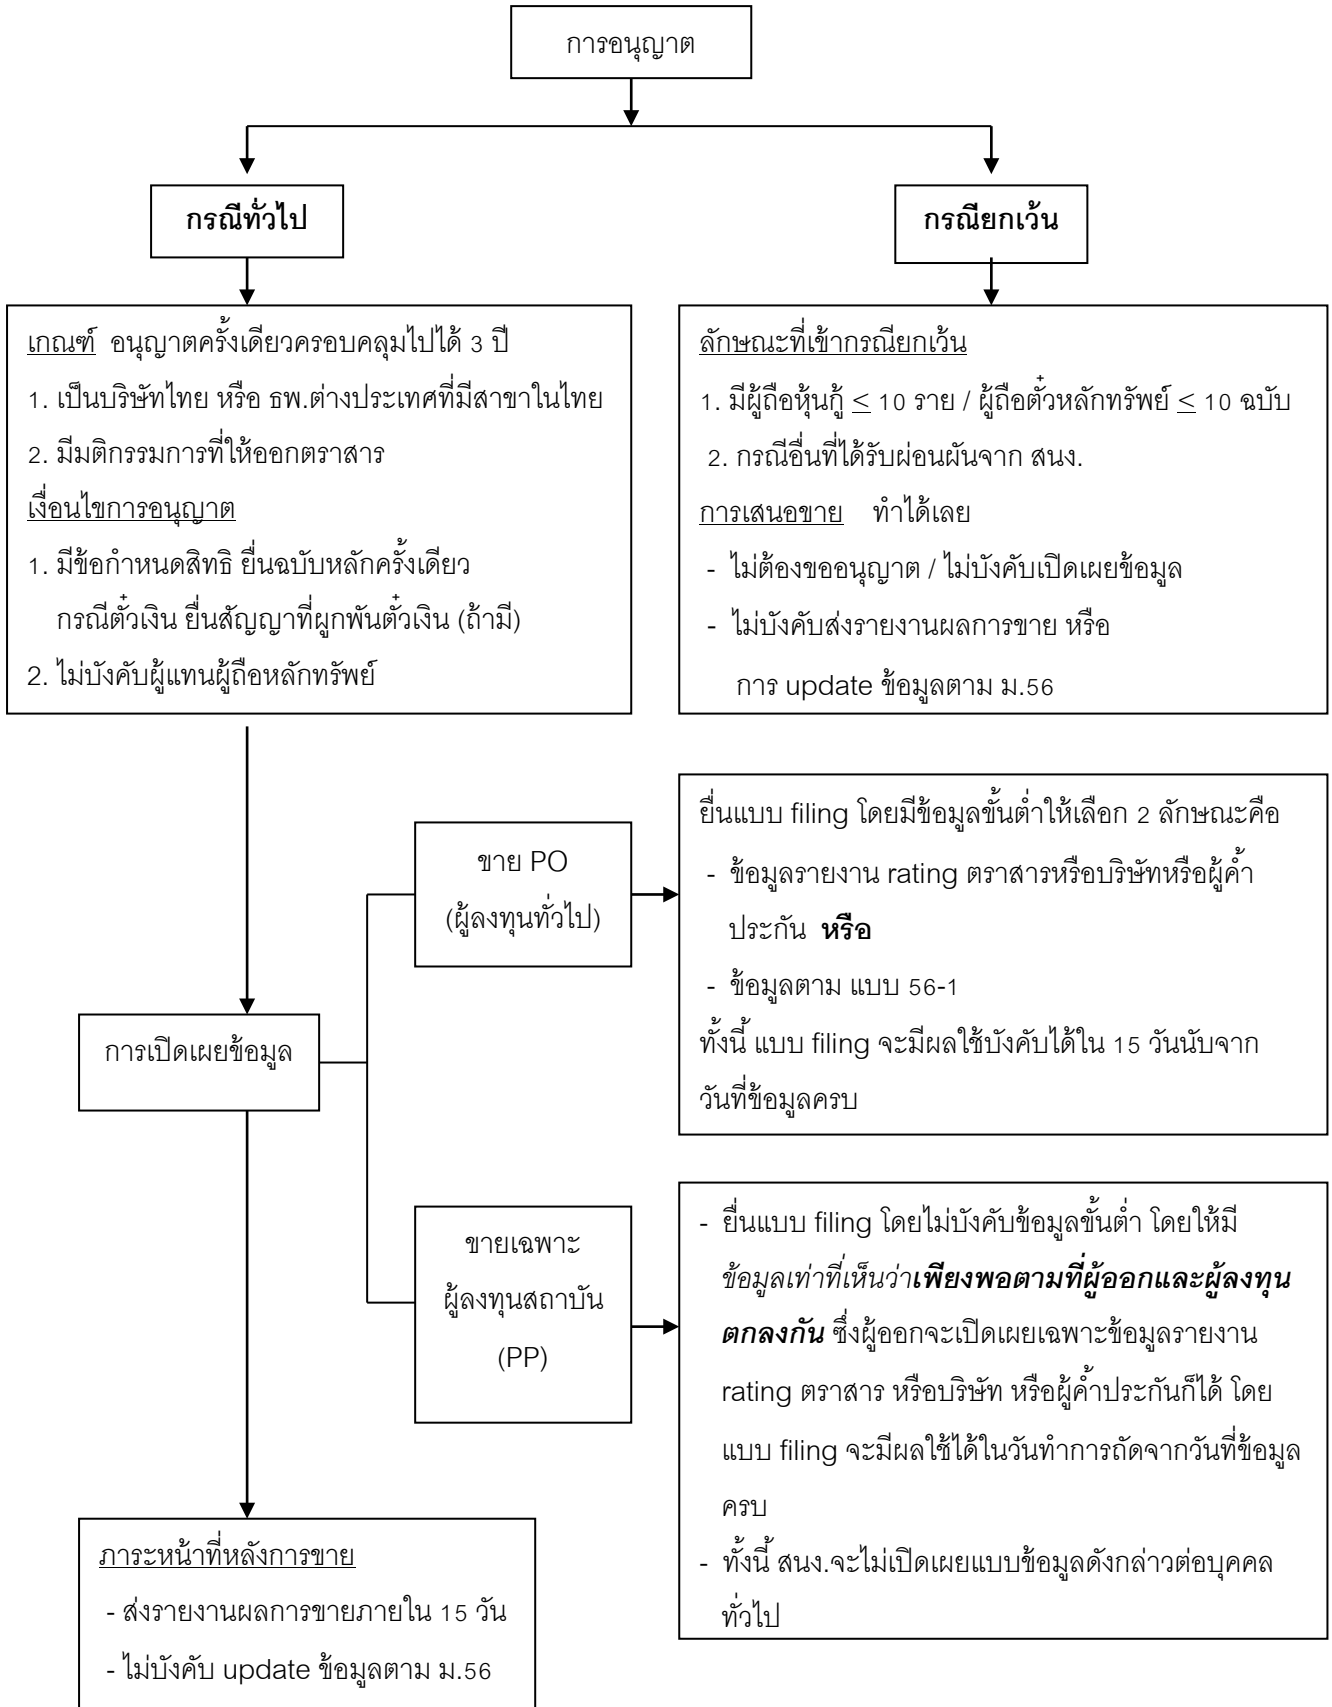 การอนุญาต
กรณีทั่วไป
กรณียกเว้น
เกณฑ์ อนุญาตครั้งเดียวครอบคลุมไปได้ 3 ปี
1. เป็นบริษัทไทย หรือ ธพ.ต่างประเทศที่มีสาขาในไทย
2. มีมติกรรมการที่ให้ออกตราสาร
เงื่อนไขการอนุญาต
1. มีข้อกำหนดสิทธิ ยื่นฉบับหลักครั้งเดียว
กรณีตั๋วเงิน ยื่นสัญญาที่ผูกพันตั๋วเงิน (ถ้ามี)
2. ไม่บังคับผู้แทนผู้ถือหลักทรัพย์
ลักษณะที่เข้ากรณียกเว้น
1. มีผู้ถือหุ้นกู้ ≤ 10 ราย / ผู้ถือตั๋วหลักทรัพย์ ≤ 10 ฉบับ
2. กรณีอื่นที่ได้รับผ่อนผันจาก สนง.
การเสนอขาย ทำได้เลย
- ไม่ต้องขออนุญาต / ไม่บังคับเปิดเผยข้อมูล
- ไม่บังคับส่งรายงานผลการขาย หรือ
การ update ข้อมูลตาม ม.56
การเปิดเผยข้อมูล
ขาย PO
(ผู้ลงทุนทั่วไป)
ยื่นแบบ filing โดยมีข้อมูลขั้นต่ำให้เลือก 2 ลักษณะคือ
- ข้อมูลรายงาน rating ตราสารหรือบริษัทหรือผู้ค้ำ
ประกัน หรือ
- ข้อมูลตาม แบบ 56-1
ทั้งนี้ แบบ filing จะมีผลใช้บังคับได้ใน 15 วันนับจาก
วันที่ข้อมูลครบ
ขายเฉพาะ
ผู้ลงทุนสถาบัน
(PP)
- ยื่นแบบ filing โดยไม่บังคับข้อมูลขั้นต่ำ โดยให้มี
ข้อมูลเท่าที่เห็นว่าเพียงพอตามที่ผู้ออกและผู้ลงทุน
ตกลงกัน ซึ่งผู้ออกจะเปิดเผยเฉพาะข้อมูลรายงาน
rating ตราสาร หรือบริษัท หรือผู้ค้ำประกันก็ได้ โดย
แบบ filing จะมีผลใช้ได้ในวันทำการถัดจากวันที่ข้อมูล
ครบ
- ทั้งนี้ สนง.จะไม่เปิดเผยแบบข้อมูลดังกล่าวต่อบุคคล
ทั่วไป
ภาระหน้าที่หลังการขาย
- ส่งรายงานผลการขายภายใน 15 วัน
- ไม่บังคับ update ข้อมูลตาม ม.56